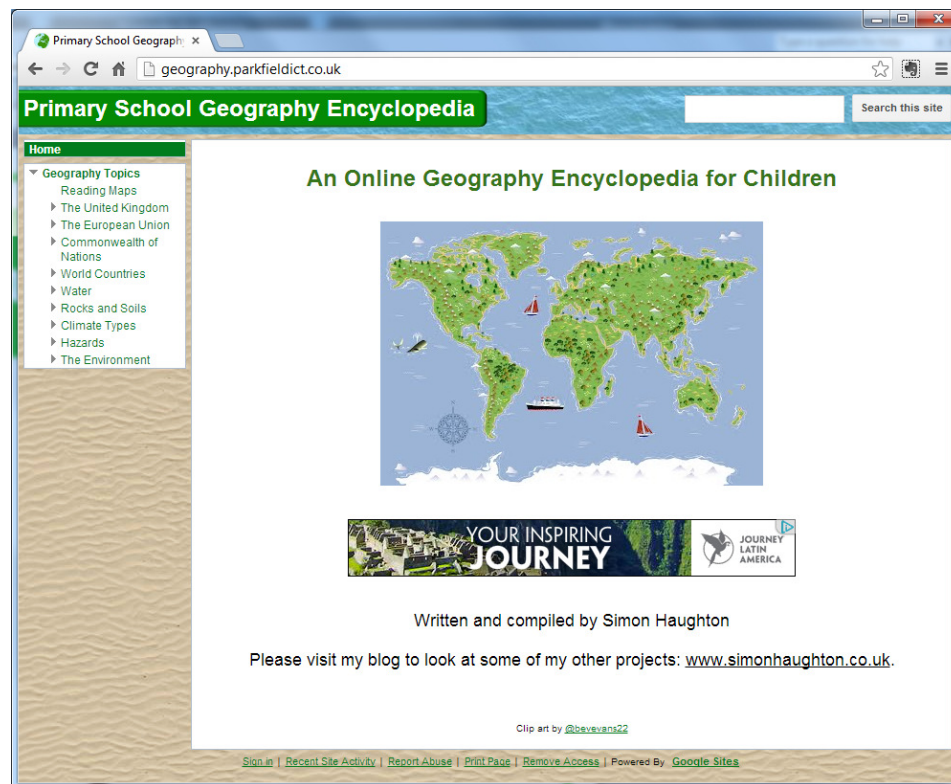 Primary School Geograph
geography.parkfieldict.co.uk
Primary School Geography Encyclopedia
Search this site
Home
Geography Topics
Reading Maps
The United Kingdom
The European Union
Commonwealth of
Nations
World Countries
Water
Rocks and Soils
Climate Types
Hazards
The Environment
An Online Geography Encyclopedia for Children
YOUR INSPIRING
JOURNEY
JOURNEY
LATIN
AMERICA
Written and compiled by Simon Haughton
Please visit my blog to look at some of my other projects: www.simonhaughton.co.uk.
Clip art by @bevevans22
Sign in | Recent Site Activity | Report Abuse | Print Page | Remove Access | Powered By Google Sites